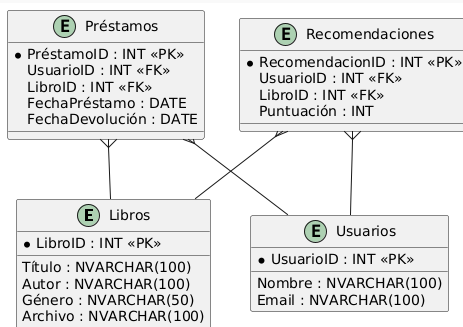 E Préstamos
PréstamoID : INT «PK»
UsuarioID : INT «FK»
LibroID : INT «FK»
FechaPréstamo : DATE
FechaDevolución : DATE
E Recomendaciones
RecomendacionID : INT «PK»
UsuarioID : INT «FK»
LibroID : INT «FK»
Puntuación : INT
E Libros
LibroID : INT «PK»
Título : NVARCHAR(100)
Autor : NVARCHAR(100)
Género : NVARCHAR(50)
Archivo : NVARCHAR(100)
E Usuarios
UsuarioID : INT «PK»
Nombre : NVARCHAR(100)
Email : NVARCHAR(100)